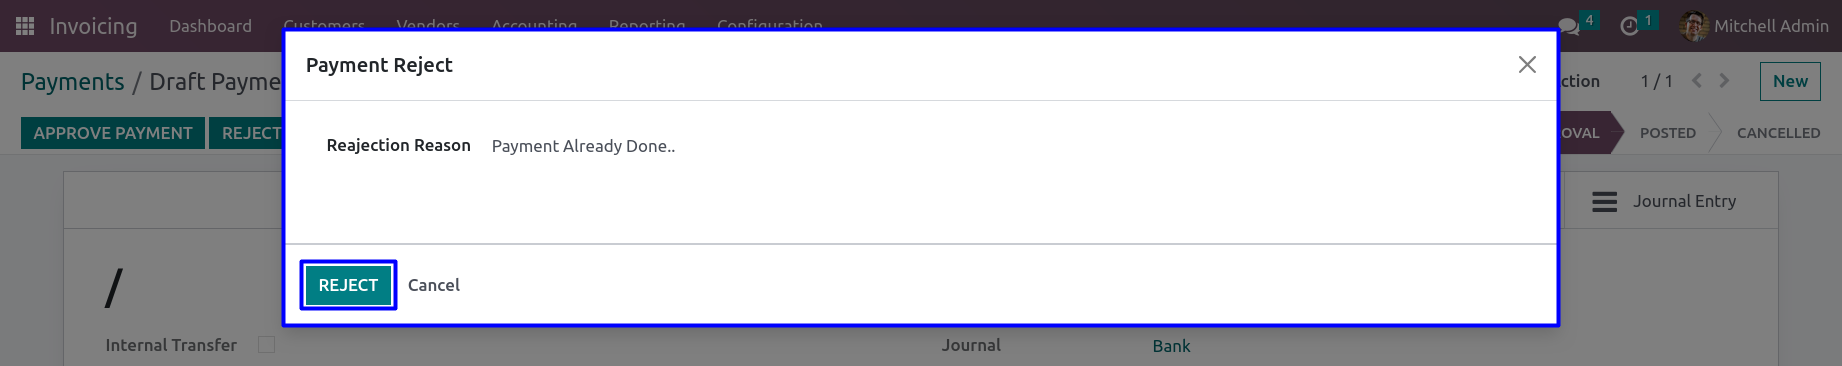 Invoicing Dashboard Customers Vendors Accounting Reporting Configuration 4 1 Mitchell Admin
Payment Reject
Payments / Draft Payme ction 1 / 1 New
APPROVE PAYMENT REJECT OVAL POSTED CANCELLED
Reajection Reason Payment Already Done..
Journal Entry
/
REJECT Cancel
Internal Transfer Journal Bank